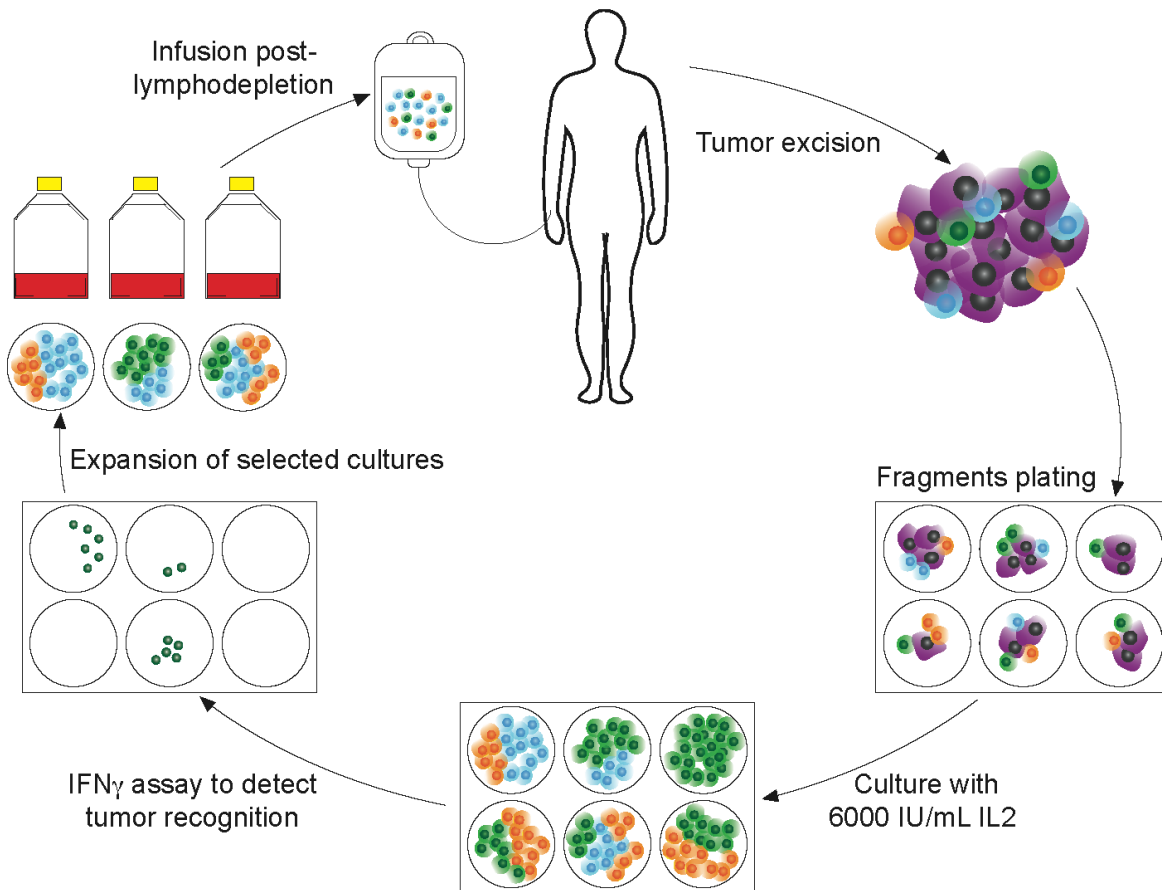 Infusion post-
lymphodepletion
Tumor excision
Fragments plating
Culture with
6000 IU/mL IL2
IFNγ assay to detect
tumor recognition
Expansion of selected cultures